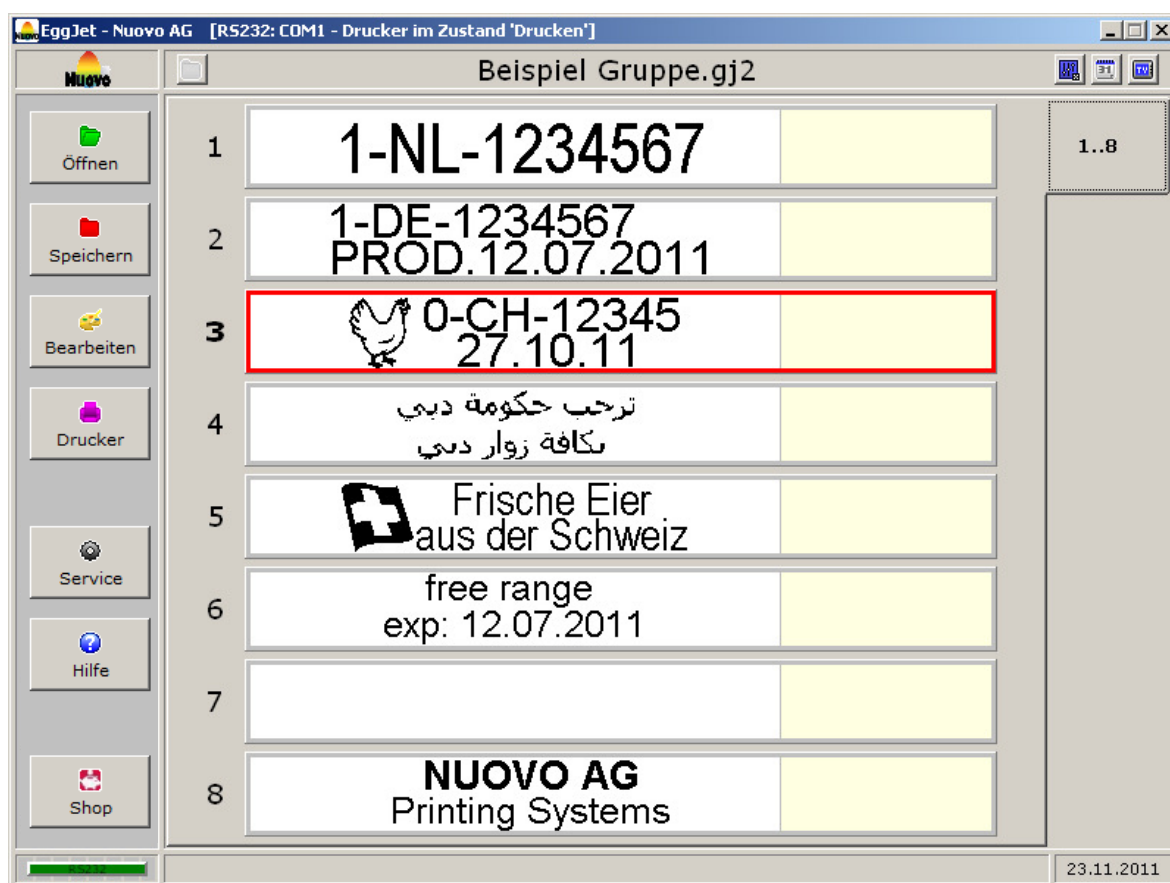 EggJet - Nuovo AG [RS232: COM1 - Drucker im Zustand 'Drucken']
Nuovo
Beispiel Gruppe.gj2
31
TV
Öffnen
Speichern
Bearbeiten
Drucker
Service
Hilfe
Shop
1
1-NL-1234567
1..8
2
1-DE-1234567
PROD.12.07.2011
3
0-CH-12345
27.10.11
4
ترحب حكومة دبي
بكافة زوار دبي
5
Frische Eier
aus der Schweiz
6
free range
exp: 12.07.2011
7
8
NUOVO AG
Printing Systems
RS232
23.11.2011